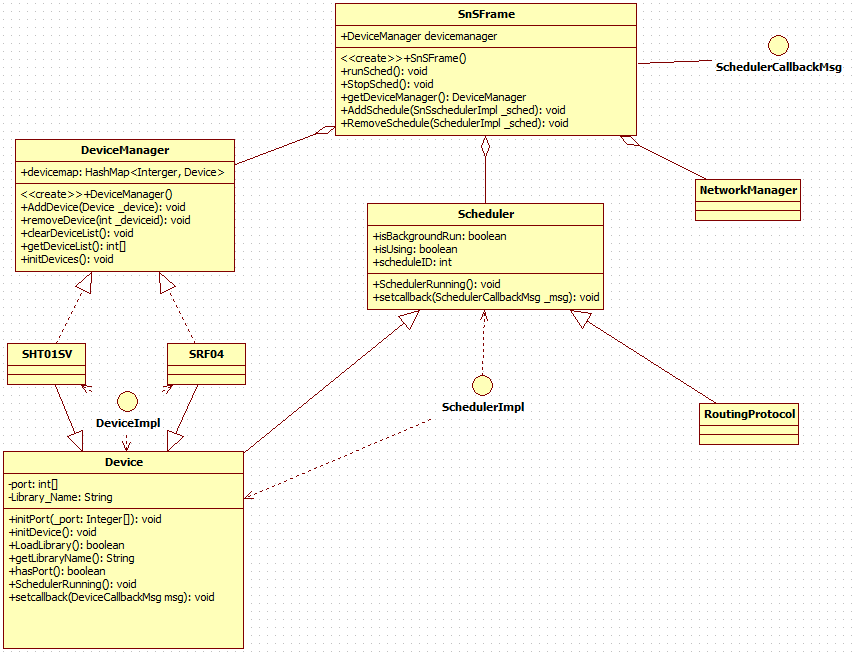 SnSFrame
+DeviceManager devicemanager
<<create>>+SnSFrame()
+runSched(): void
+StopSched(): void
+getDeviceManager(): DeviceManager
+AddSchedule(SnSschedulerImpl _sched): void
+RemoveSchedule(SchedulerImpl _sched): void
SchedulerCallbackMsg
DeviceManager
+devicemap: HashMap<Interger, Device>
<<create>>+DeviceManager()
+AddDevice(Device _device): void
+removeDevice(int _deviceid): void
+clearDeviceList(): void
+getDeviceList(): int[]
+initDevices(): void
Scheduler
+isBackgroundRun: boolean
+isUsing: boolean
+scheduleID: int
+SchedulerRunning(): void
+setcallback(SchedulerCallbackMsg _msg): void
NetworkManager
SHT01SV
SRF04
DeviceImpl
SchedulerImpl
RoutingProtocol
Device
-port: int[]
-Library_Name: String
+initPort(_port: Integer[]): void
+initDevice(): void
+LoadLibrary(): boolean
+getLibraryName(): String
+hasPort(): boolean
+SchedulerRunning(): void
+setcallback(DeviceCallbackMsg msg): void